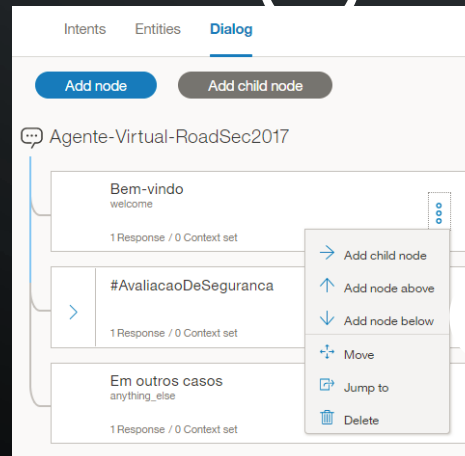 Intents Entities Dialog
Add node Add child node
Agente-Virtual-RoadSec2017
Bem-vindo
welcome
1 Response / 0 Context set
#AvaliacaoDeSeguranca
1 Response / 0 Context set
Em outros casos
anything_else
1 Response / 0 Context set
Add child node
Add node above
Add node below
Move
Jump to
Delete